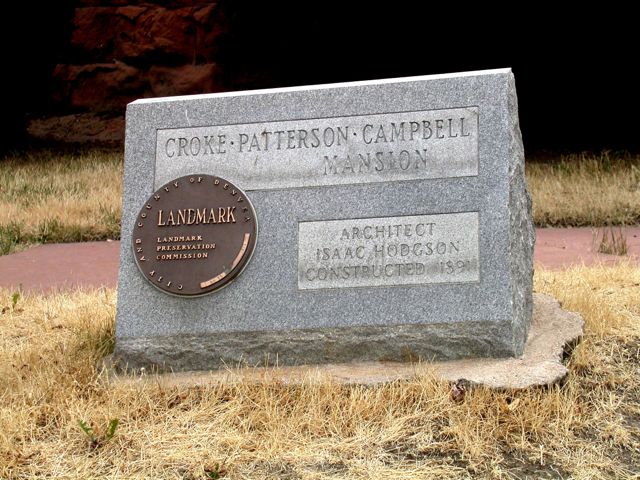 CROKE · PATTERSON · CAMPBELL
MANSION
CITY AND COUNTY OF DENVER
LANDMARK
LANDMARK
PRESERVATION
COMMISSION
ARCHITECT
ISAAC HODGSON
CONSTRUCTED 1891